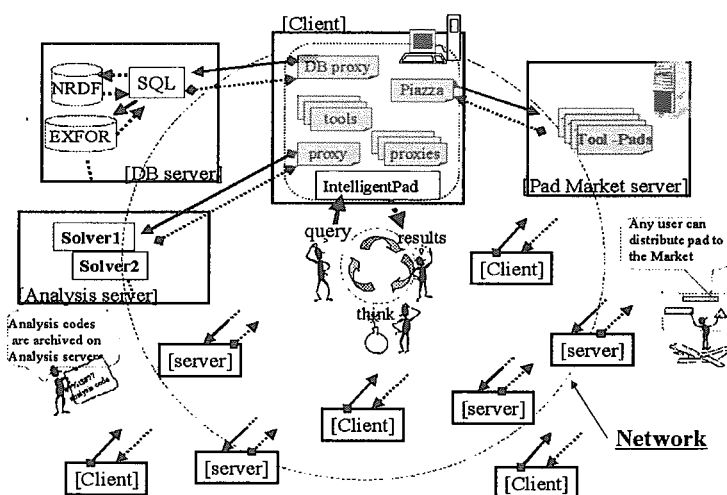 [Client]
NRDF
SQL
EXFOR
[DB server]
DB proxy
Piazza
tools
proxy
proxies
IntelligentPad
Tool-Pads
[Pad Market server]
Solver1
Solver2
[Analysis server]
query
results
think
[Client]
Any user can
distribute pad to
the Market
Analysis codes
are archived on
Analysis servers
analysis code
[server]
[server]
[Client]
[server]
Network
[Client]
[server]
[Client]